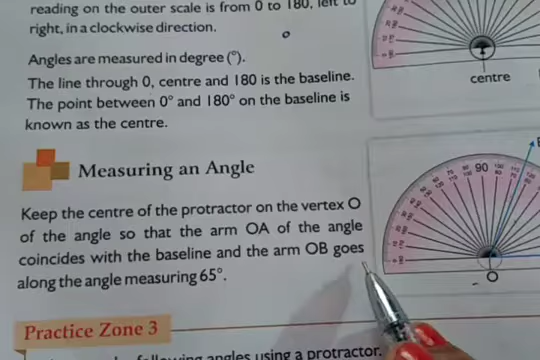 reading on the outer scale is from 0 to 180, left to
right, in a clockwise direction.
Angles are measured in degree (°).
The line through 0, centre and 180 is the baseline.
The point between 0° and 180° on the baseline is
known as the centre.
centre
Measuring an Angle
Keep the centre of the protractor on the vertex O
of the angle so that the arm OA of the angle
coincides with the baseline and the arm OB goes
along the angle measuring 65°.
90
O
Practice Zone 3
following angles using a protractor.